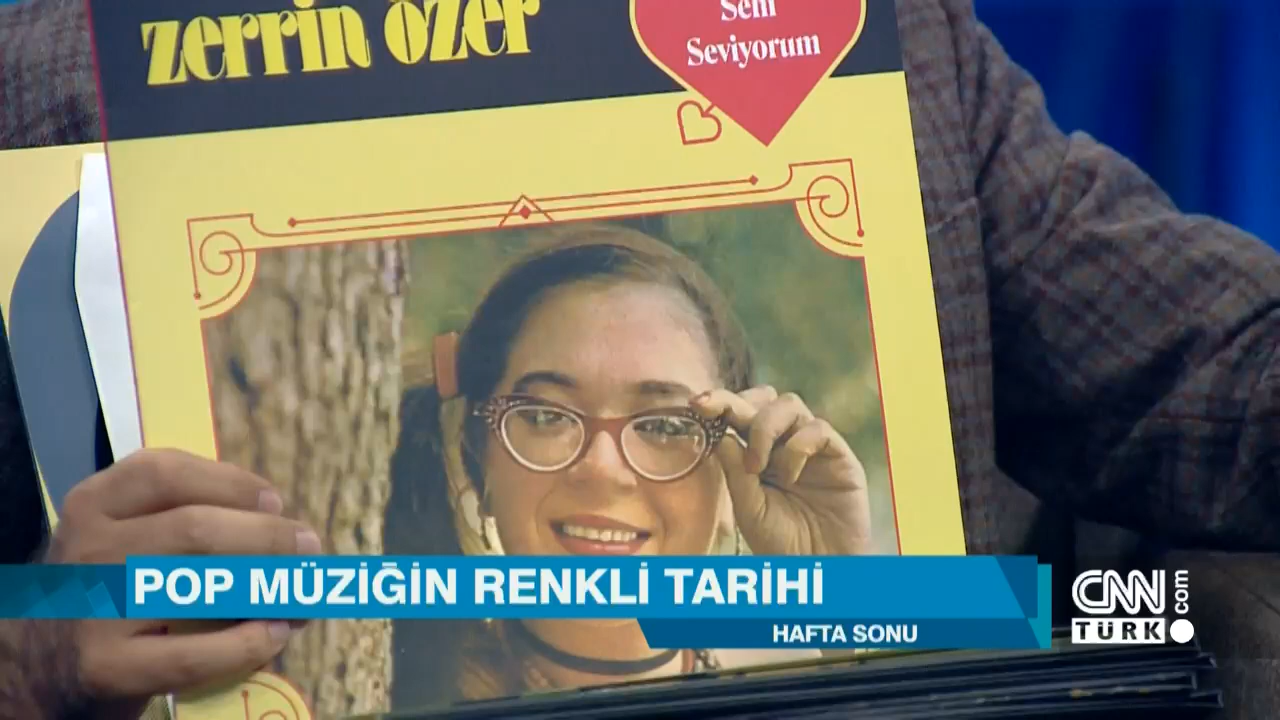 zerrin özer
Seni
Seviyorum
POP MÜZİĞİN RENKLİ TARİHİ
HAFTA SONU
CNN
TÜRK
.com